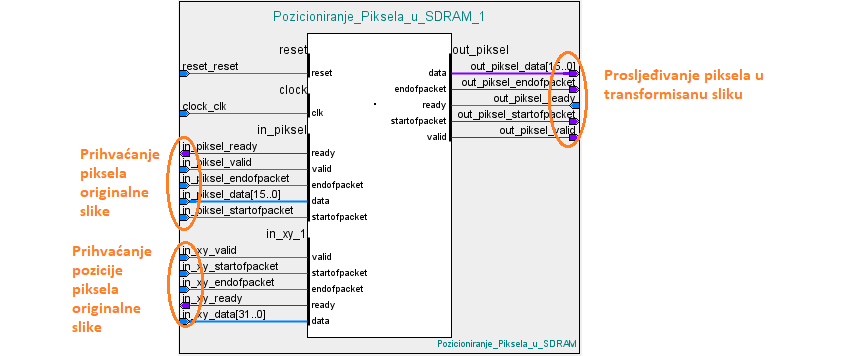 Pozicioniranje_Piksela_u_SDRAM_1
reset
reset_reset
reset
clock
clock_clk
clk
in_piksel
in_piksel_ready
ready
in_piksel_valid
valid
in_piksel_endofpacket
endofpacket
in_piksel_data[15..0]
data
in_piksel_startofpacket
startofpacket
in_xy_1
in_xy_valid
valid
in_xy_startofpacket
startofpacket
in_xy_endofpacket
endofpacket
in_xy_ready
ready
in_xy_data[31..0]
data
out_piksel
data
out_piksel_data[15..0]
endofpacket
out_piksel_endofpacket
ready
out_piksel_ready
startofpacket
out_piksel_startofpacket
valid
out_piksel_valid
Prihvaćanje
piksela
originalne
slike
Prihvaćanje
pozicije
piksela
originalne
slike
Prosljeđivanje piksela u
transformisanu sliku
Pozicioniranje_Piksela_u_SDRAM